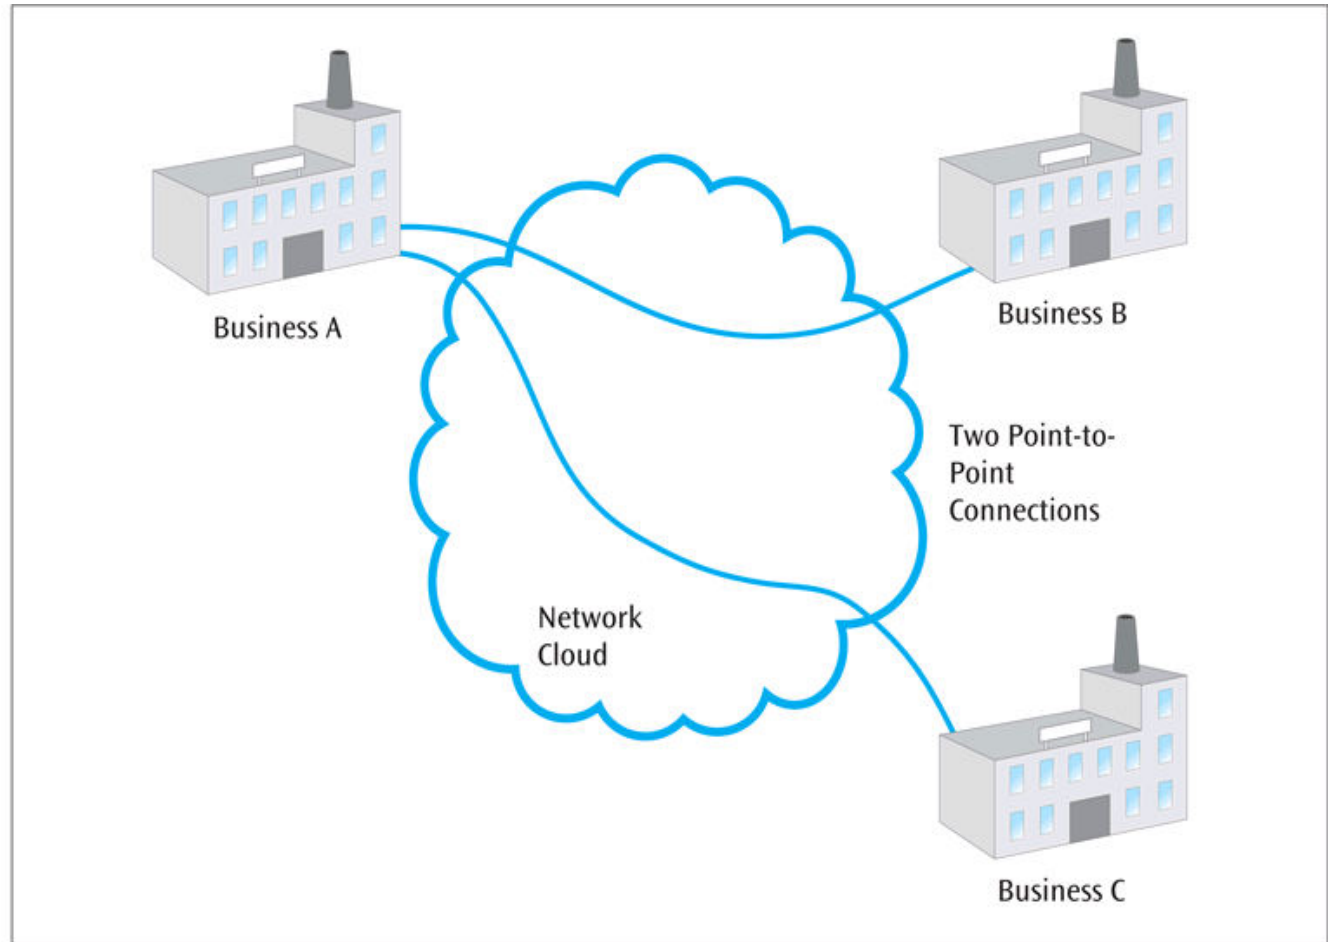 Business A
Business B
Two Point-to-
Point
Connections
Network
Cloud
Business C